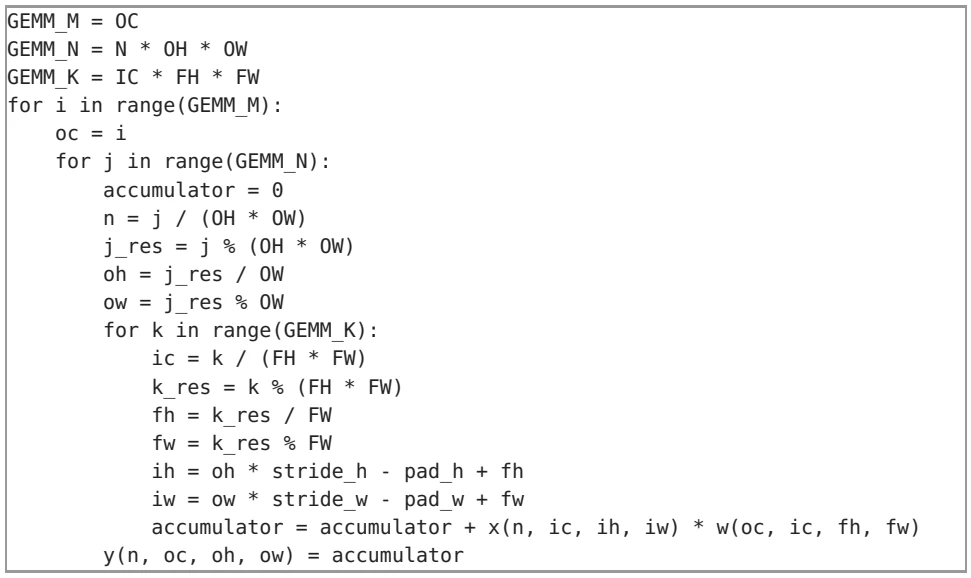 GEMM_M = OC
GEMM_N = N * OH * OW
GEMM_K = IC * FH * FW
for i in range(GEMM_M):
    oc = i
    for j in range(GEMM_N):
        accumulator = 0
        n = j / (OH * OW)
        j_res = j % (OH * OW)
        oh = j_res / OW
        ow = j_res % OW
        for k in range(GEMM_K):
            ic = k / (FH * FW)
            k_res = k % (FH * FW)
            fh = k_res / FW
            fw = k_res % FW
            ih = oh * stride_h - pad_h + fh
            iw = ow * stride_w - pad_w + fw
            accumulator = accumulator + x(n, ic, ih, iw) * w(oc, ic, fh, fw)
        y(n, oc, oh, ow) = accumulator